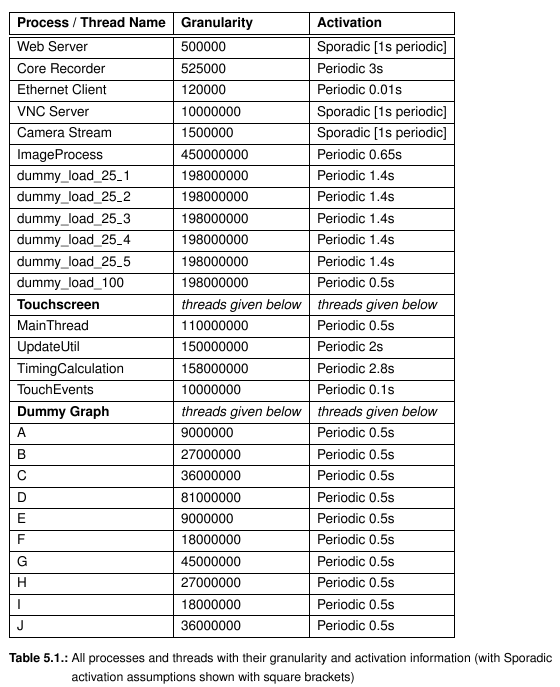 Process / Thread Name Granularity Activation
Web Server 500000 Sporadic [1s periodic]
Core Recorder 525000 Periodic 3s
Ethernet Client 120000 Periodic 0.01s
VNC Server 10000000 Sporadic [1s periodic]
Camera Stream 1500000 Sporadic [1s periodic]
ImageProcess 450000000 Periodic 0.65s
dummy_load_25_1 198000000 Periodic 1.4s
dummy_load_25_2 198000000 Periodic 1.4s
dummy_load_25_3 198000000 Periodic 1.4s
dummy_load_25_4 198000000 Periodic 1.4s
dummy_load_25_5 198000000 Periodic 1.4s
dummy_load_100 198000000 Periodic 0.5s
Touchscreen threads given below threads given below
MainThread 110000000 Periodic 0.5s
UpdateUtil 150000000 Periodic 2s
TimingCalculation 158000000 Periodic 2.8s
TouchEvents 10000000 Periodic 0.1s
Dummy Graph threads given below threads given below
A 9000000 Periodic 0.5s
B 27000000 Periodic 0.5s
C 36000000 Periodic 0.5s
D 81000000 Periodic 0.5s
E 9000000 Periodic 0.5s
F 18000000 Periodic 0.5s
G 45000000 Periodic 0.5s
H 27000000 Periodic 0.5s
I 18000000 Periodic 0.5s
J 36000000 Periodic 0.5s
Table 5.1.: All processes and threads with their granularity and activation information (with Sporadic
activation assumptions shown with square brackets)